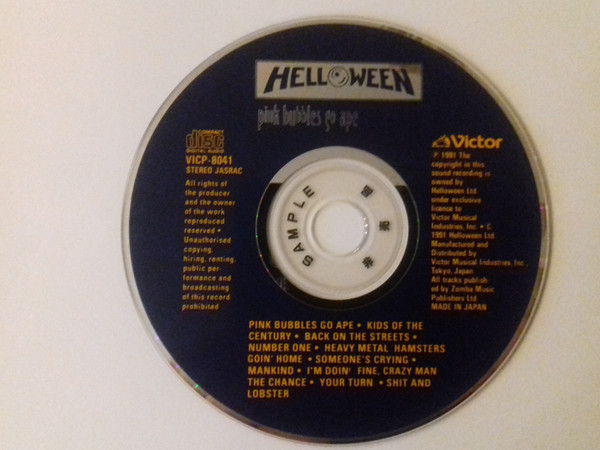 HELLOWEEN
pink bubbles go ape
COMPACT
disc
DIGITAL AUDIO
VICP-8041
STEREO JASRAC
All rights of
the producer
and the owner
of the work
reproduced
reserved •
Unauthorised
copying,
hiring, renting,
public per-
formance and
broadcasting
of this record
prohibited
Victor
℗ 1991 The
copyright in this
sound recording is
owned by
Helloween Ltd
under exclusive
licence to
Victor Musical
Industries, Inc. • C
1991 Helloween Ltd
Manufactured and
Distributed by
Victor Musical Industries, Inc.,
Tokyo, Japan
All tracks publish
ed by Zomba Music
Publishers Ltd
MADE IN JAPAN
SAMPLE
非売品
PINK BUBBLES GO APE • KIDS OF THE
CENTURY • BACK ON THE STREETS •
NUMBER ONE • HEAVY METAL HAMSTERS
GOIN' HOME • SOMEONE'S CRYING •
MANKIND • I'M DOIN' FINE, CRAZY MAN
THE CHANCE • YOUR TURN • SHIT AND
LOBSTER